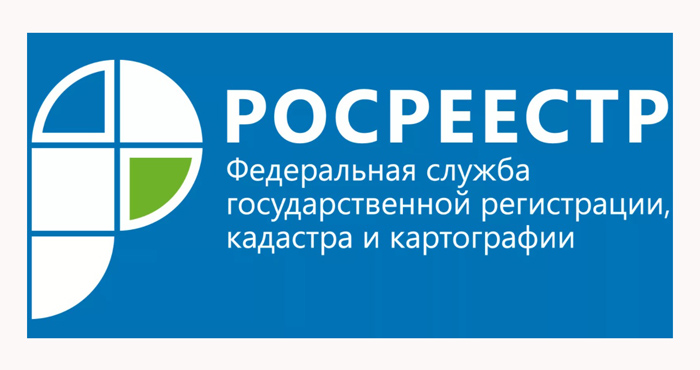 РОСРЕЕСТР
Федеральная служба
государственной регистрации,
кадастра и картографии